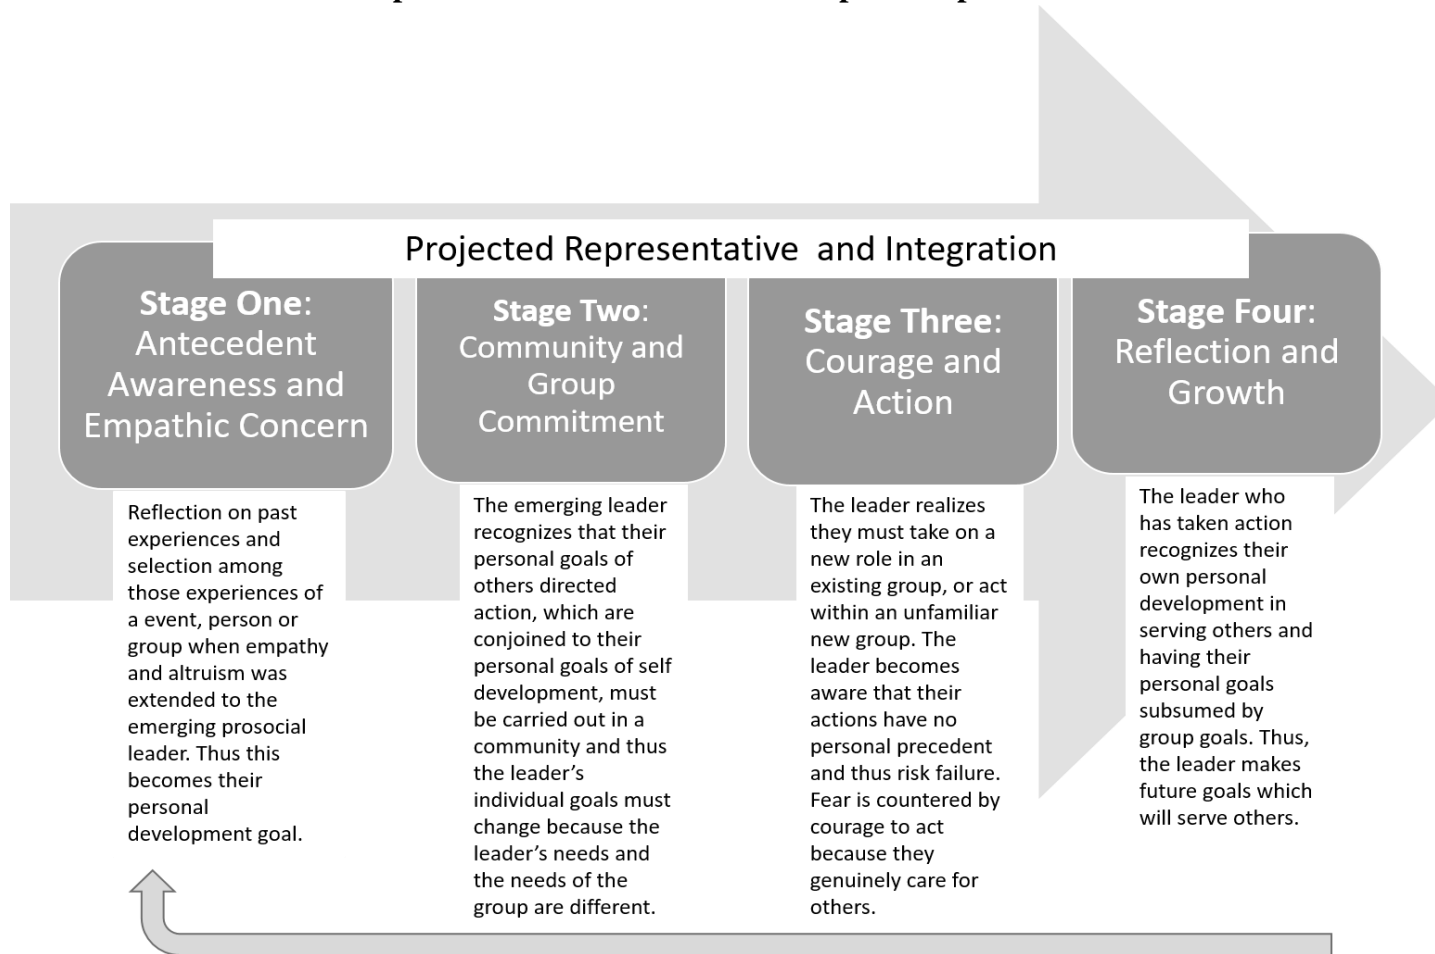 Projected Representative  and Integration
Stage One:
Antecedent
Awareness and
Empathic Concern
Reflection on past
experiences and
selection among
those experiences of
a event, person or
group when empathy
and altruism was
extended to the
emerging prosocial
leader. Thus this
becomes their
personal
development goal.
Stage Two:
Community and
Group
Commitment
The emerging leader
recognizes that their
personal goals of
others directed
action, which are
conjoined to their
personal goals of self
development, must
be carried out in a
community and thus
the leader’s
individual goals must
change because the
leader’s needs and
the needs of the
group are different.
Stage Three:
Courage and
Action
The leader realizes
they must take on a
new role in an
existing group, or act
within an unfamiliar
new group. The
leader becomes
aware that their
actions have no
personal precedent
and thus risk failure.
Fear is countered by
courage to act
because they
genuinely care for
others.
Stage Four:
Reflection and
Growth
The leader who
has taken action
recognizes their
own personal
development in
serving others and
having their
personal goals
subsumed by
group goals. Thus,
the leader makes
future goals which
will serve others.